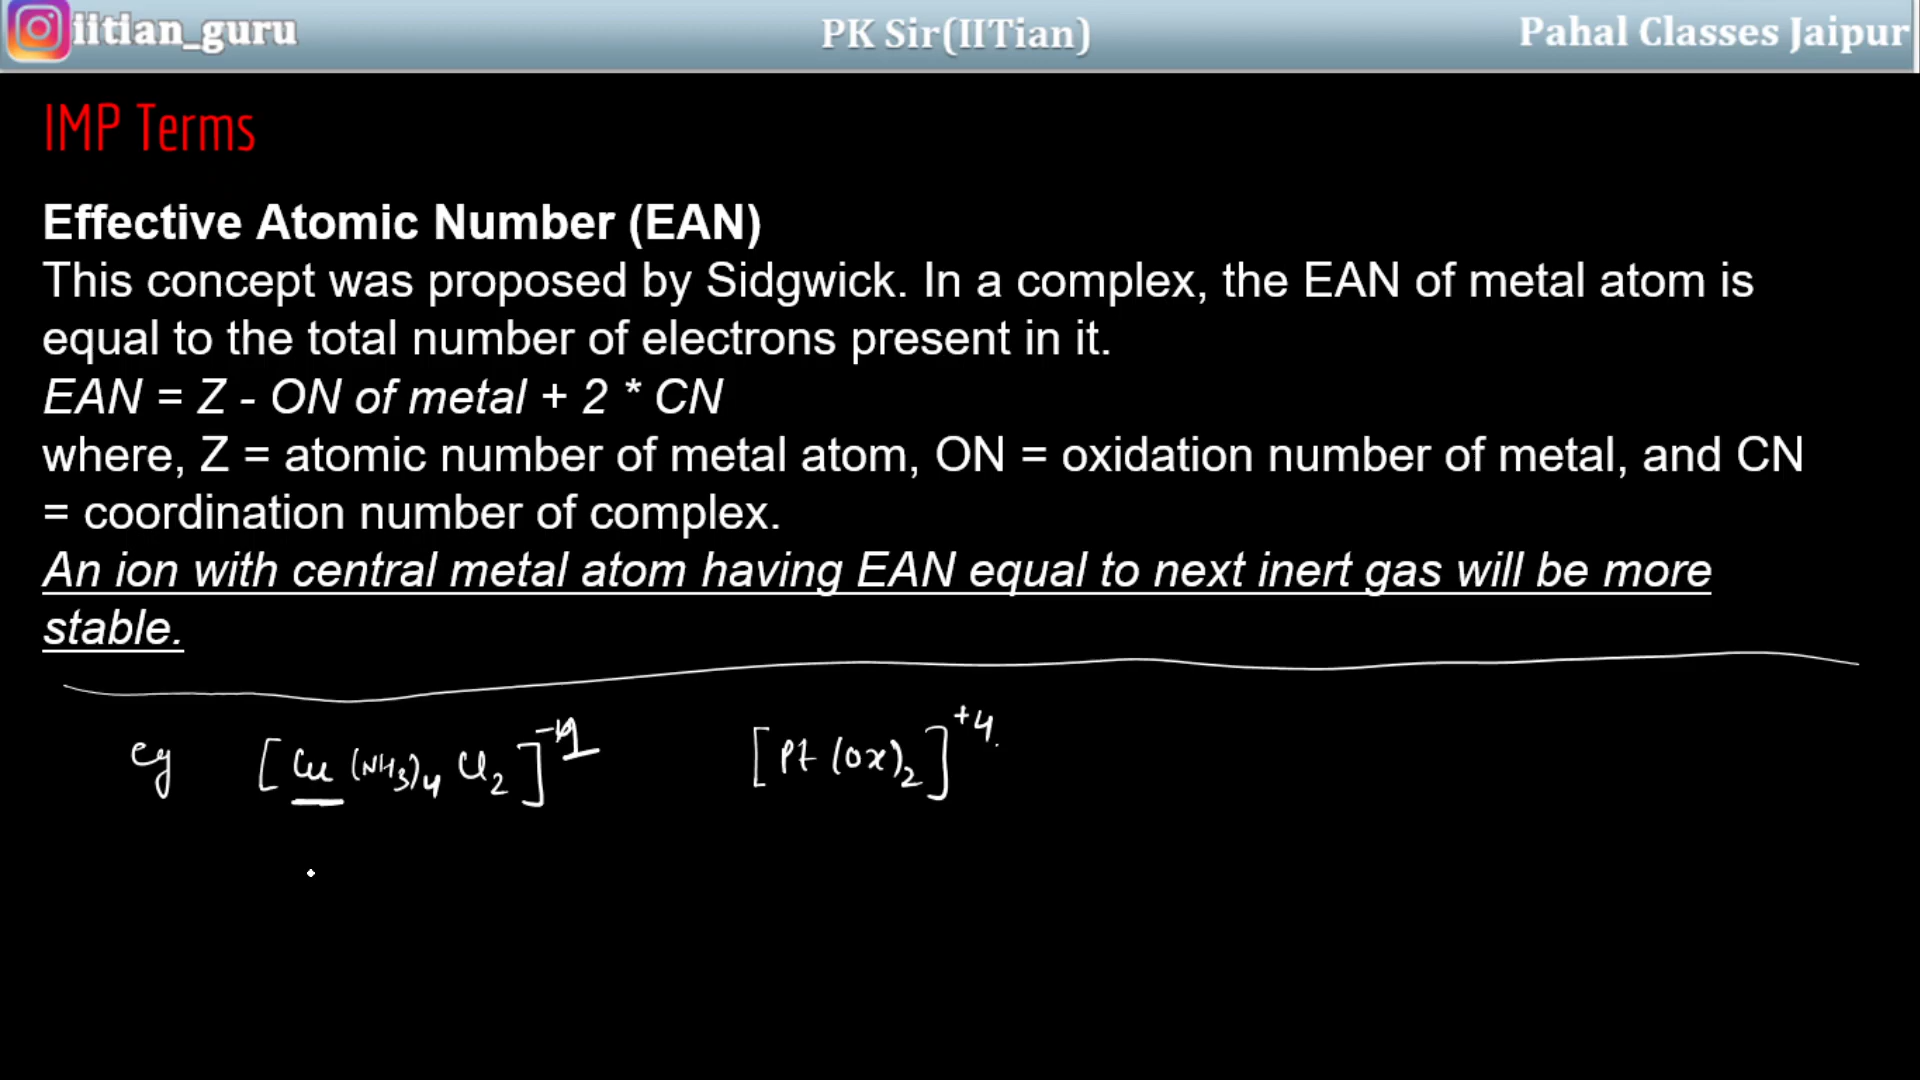 iitian_guru PK Sir(IITian) Pahal Classes Jaipur
IMP Terms
Effective Atomic Number (EAN)
This concept was proposed by Sidgwick. In a complex, the EAN of metal atom is
equal to the total number of electrons present in it.
EAN = Z - ON of metal + 2 * CN
where, Z = atomic number of metal atom, ON = oxidation number of metal, and CN
= coordination number of complex.
An ion with central metal atom having EAN equal to next inert gas will be more
stable.
eg [Cu (NH3)4 Cl2] [Pt (Ox)2]+4